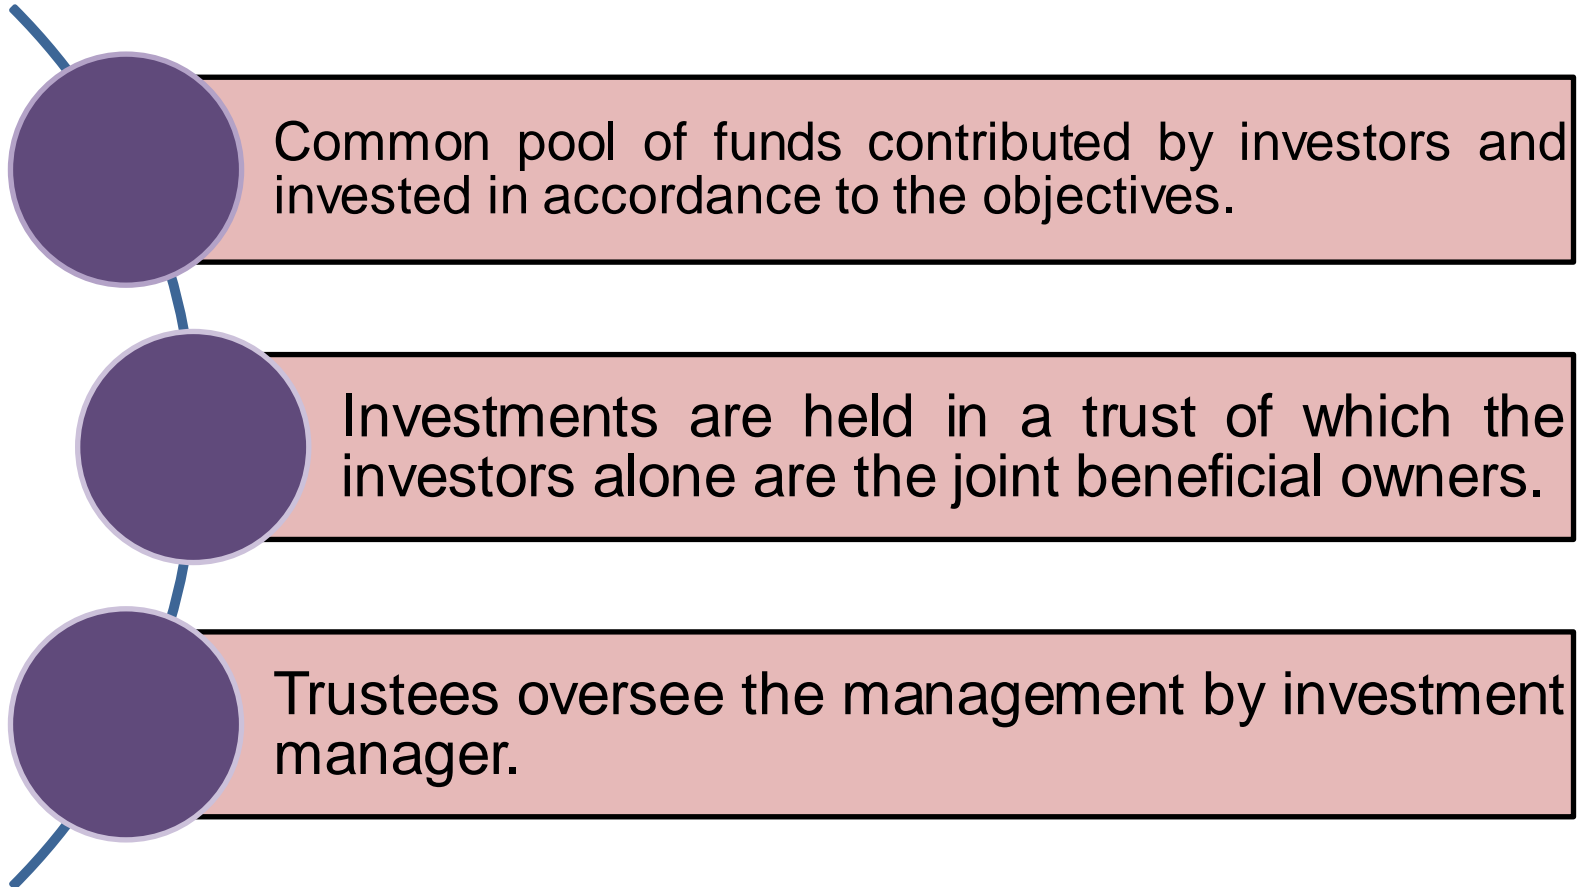 Common pool of funds contributed by investors and
invested in accordance to the objectives.
Investments are held in a trust of which the
investors alone are the joint beneficial owners.
Trustees oversee the management by investment
manager.